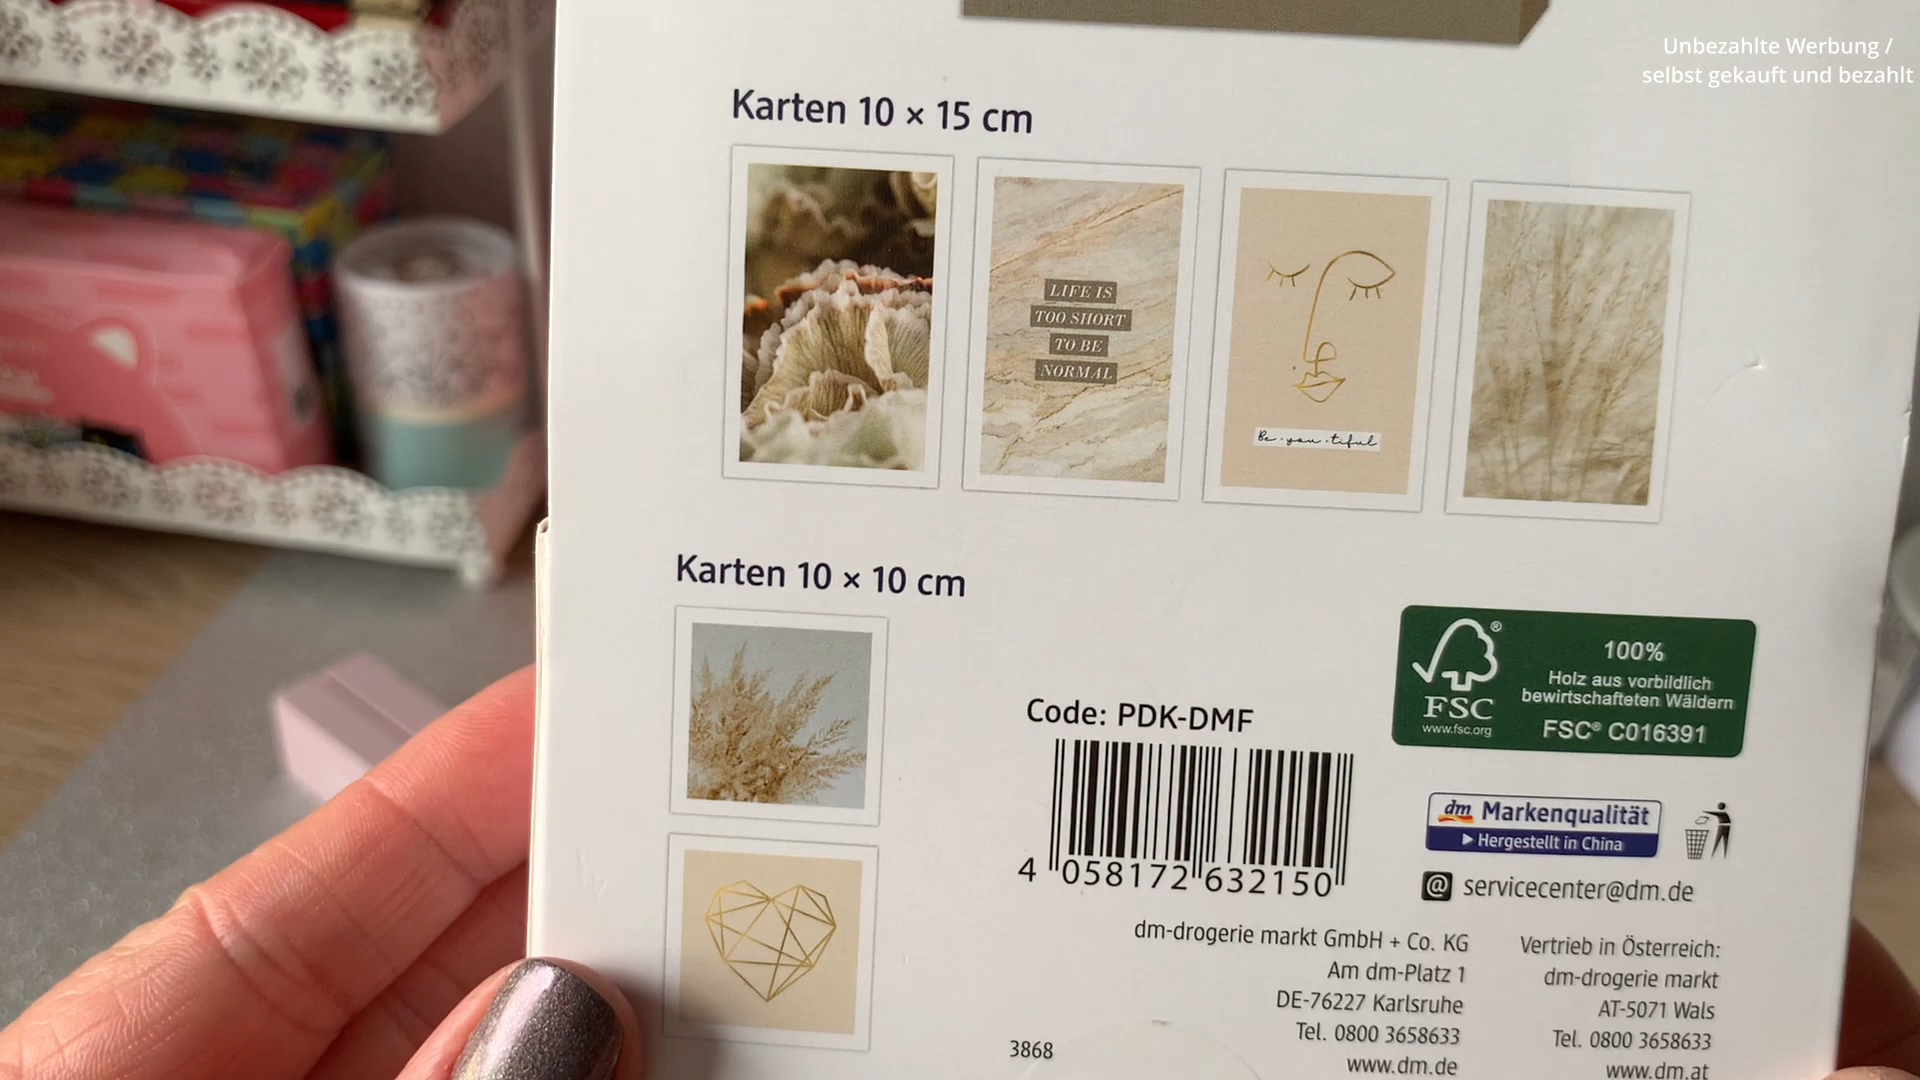 Unbezahlte Werbung /
selbst gekauft und bezahlt
Karten 10 × 15 cm
LIFE IS
TOO SHORT
TO BE
NORMAL
Be • you • tiful
Karten 10 × 10 cm
Code: PDK-DMF
4 058172 632150
3868
FSC®
www.fsc.org
100%
Holz aus vorbildlich
bewirtschafteten Wäldern
FSC® C016391
dm Markenqualität
Hergestellt in China
@ servicecenter@dm.de
dm-drogerie markt GmbH + Co. KG
Am dm-Platz 1
DE-76227 Karlsruhe
Tel. 0800 3658633
www.dm.de
Vertrieb in Österreich:
dm-drogerie markt
AT-5071 Wals
Tel. 0800 3658633
www.dm.at